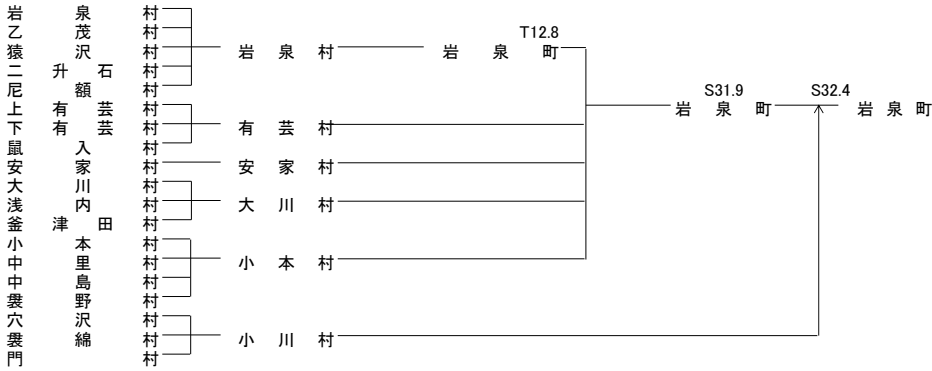 岩泉村
乙茂村
猿沢村
二升石村
尼額村
上有芸村
下有芸村
鼠入村
安家村
大川村
浅内村
釜津田村
小本村
中里村
中島村
袰野村
穴沢村
袰綿村
門村
岩泉村
有芸村
安家村
大川村
小本村
小川村
T12.8
岩泉町
S31.9
岩泉町
S32.4
岩泉町